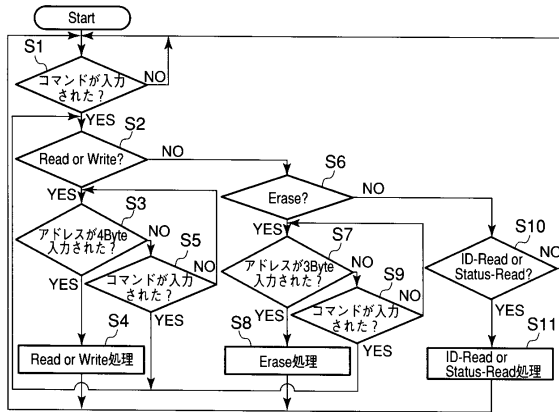 Start
S1
コマンドが入力
された？
NO
YES
S2
Read or Write?
NO
YES
S3
アドレスが4Byte
入力された？
NO
YES
S5
コマンドが入力
された？
NO
YES
S4
Read or Write処理
S6
Erase?
NO
YES
S7
アドレスが3Byte
入力された？
NO
YES
S9
コマンドが入力
された？
NO
YES
S8
Erase処理
S10
ID-Read or
Status-Read?
NO
YES
S11
ID-Read or
Status-Read処理